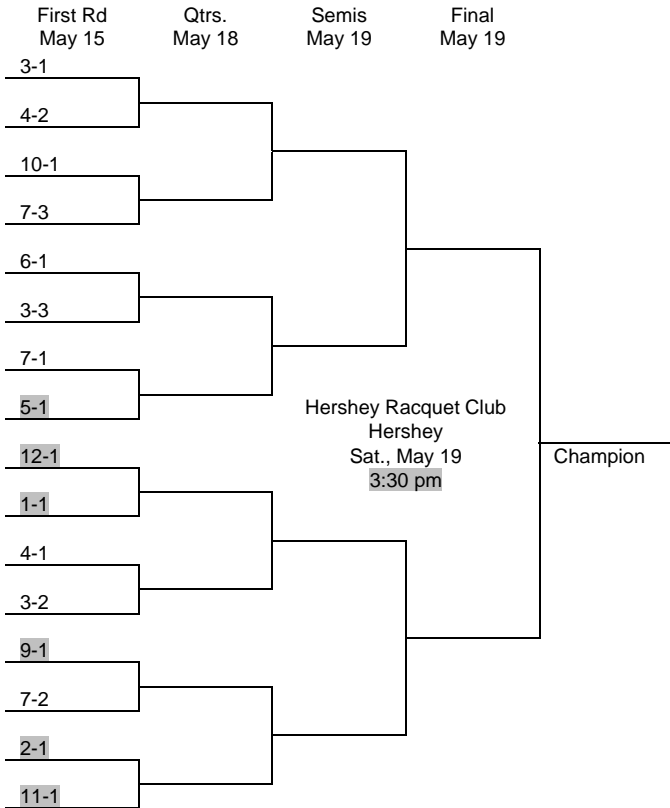 First Rd Qtrs. Semis Final
May 15 May 18 May 19 May 19
3-1
4-2
10-1
7-3
6-1
3-3
7-1
5-1
Hershey Racquet Club
Hershey
Sat., May 19
3:30 pm
12-1
Champion
1-1
4-1
3-2
9-1
7-2
2-1
11-1